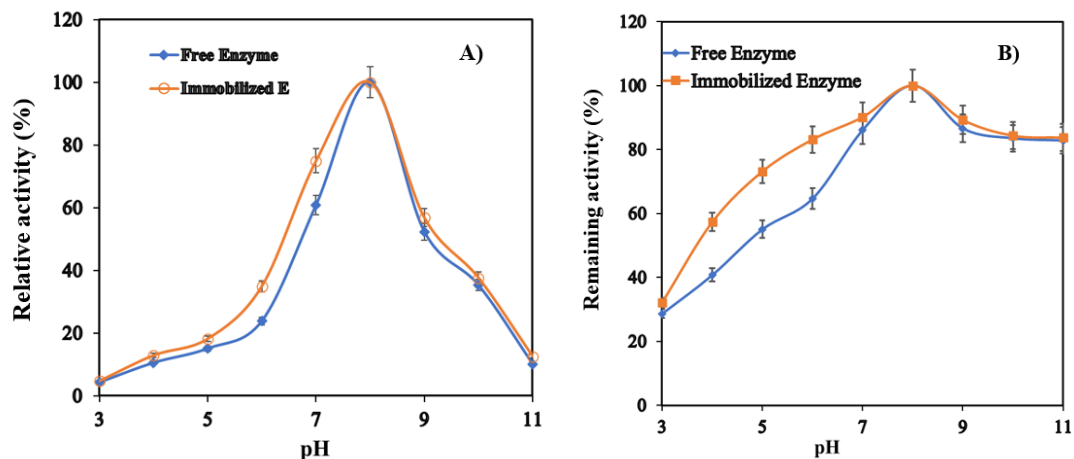 120
100
80
60
40
20
0
3
5
7
9
11
pH
Relative activity (%)
Free Enzyme
Immobilized E
A)
120
100
80
60
40
20
0
3
5
7
9
11
pH
Remaining activity (%)
Free Enzyme
Immobilized Enzyme
B)